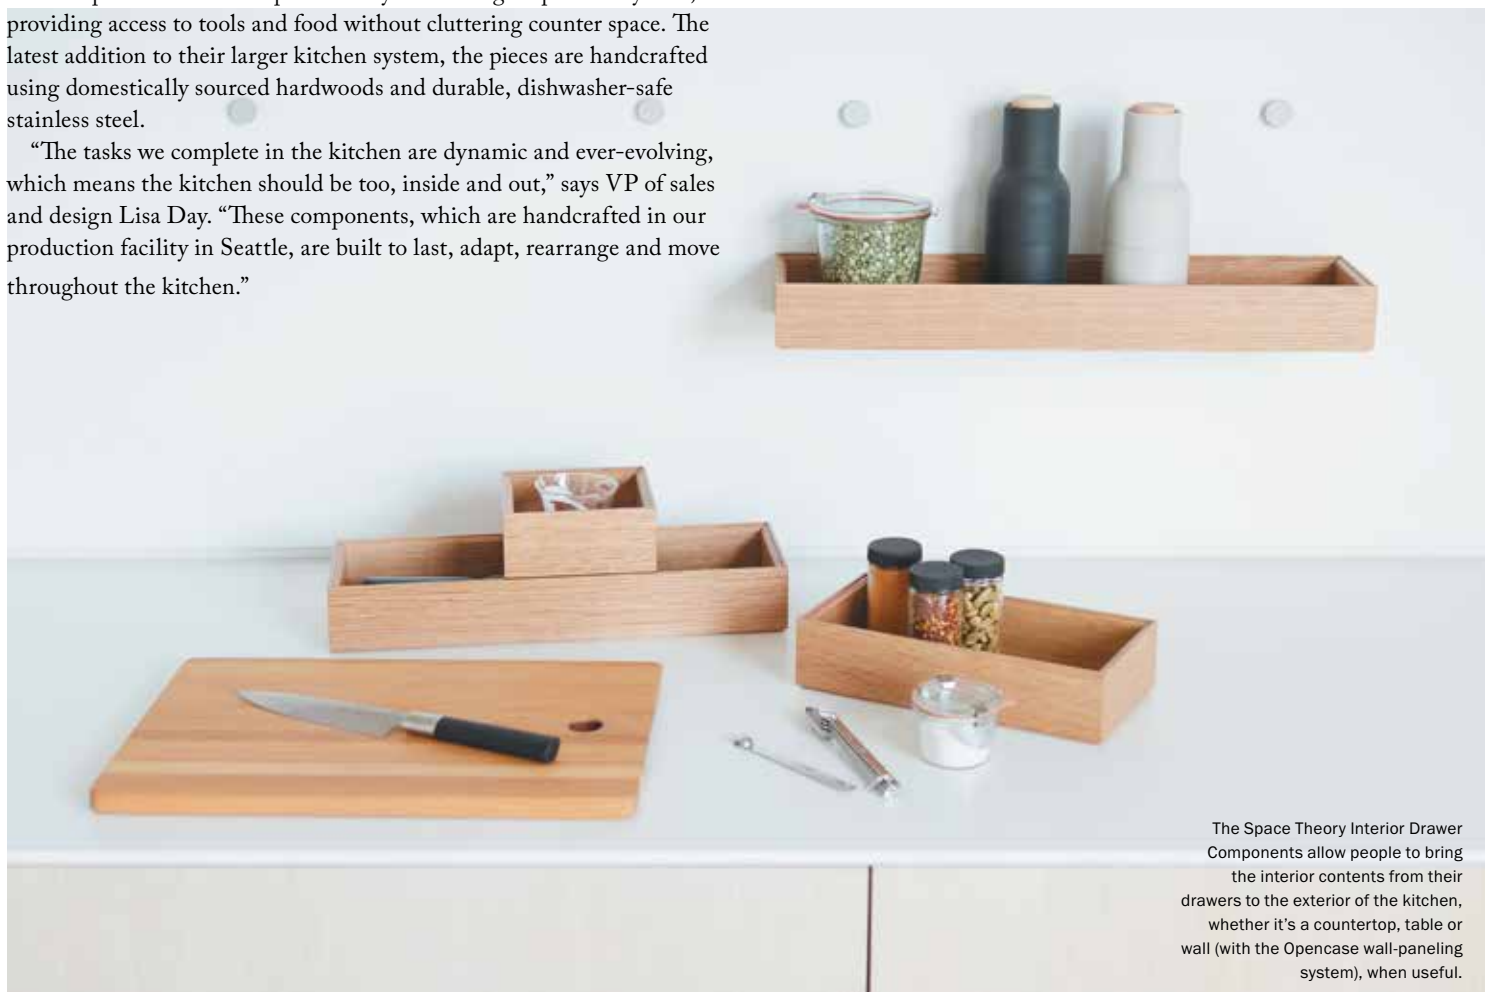 providing access to tools and food without cluttering counter space. The
latest addition to their larger kitchen system, the pieces are handcrafted
using domestically sourced hardwoods and durable, dishwasher-safe
stainless steel.
“The tasks we complete in the kitchen are dynamic and ever-evolving,
which means the kitchen should be too, inside and out,” says VP of sales
and design Lisa Day. “These components, which are handcrafted in our
production facility in Seattle, are built to last, adapt, rearrange and move
throughout the kitchen.”
The Space Theory Interior Drawer
Components allow people to bring
the interior contents from their
drawers to the exterior of the kitchen,
whether it’s a countertop, table or
wall (with the Opencase wall-paneling
system), when useful.